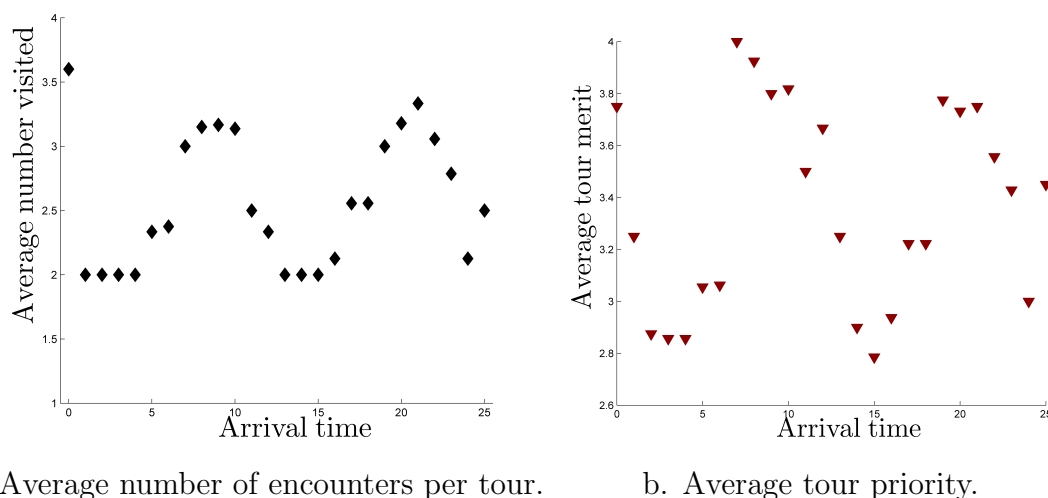 Average number visited
4
3.5
3
2.5
2
1.5
1
0 5 10 15 20 25
Arrival time
Average number of encounters per tour.
Average tour merit
4
3.8
3.6
3.4
3.2
3
2.8
2.6
0 5 10 15 20 25
Arrival time
b. Average tour priority.